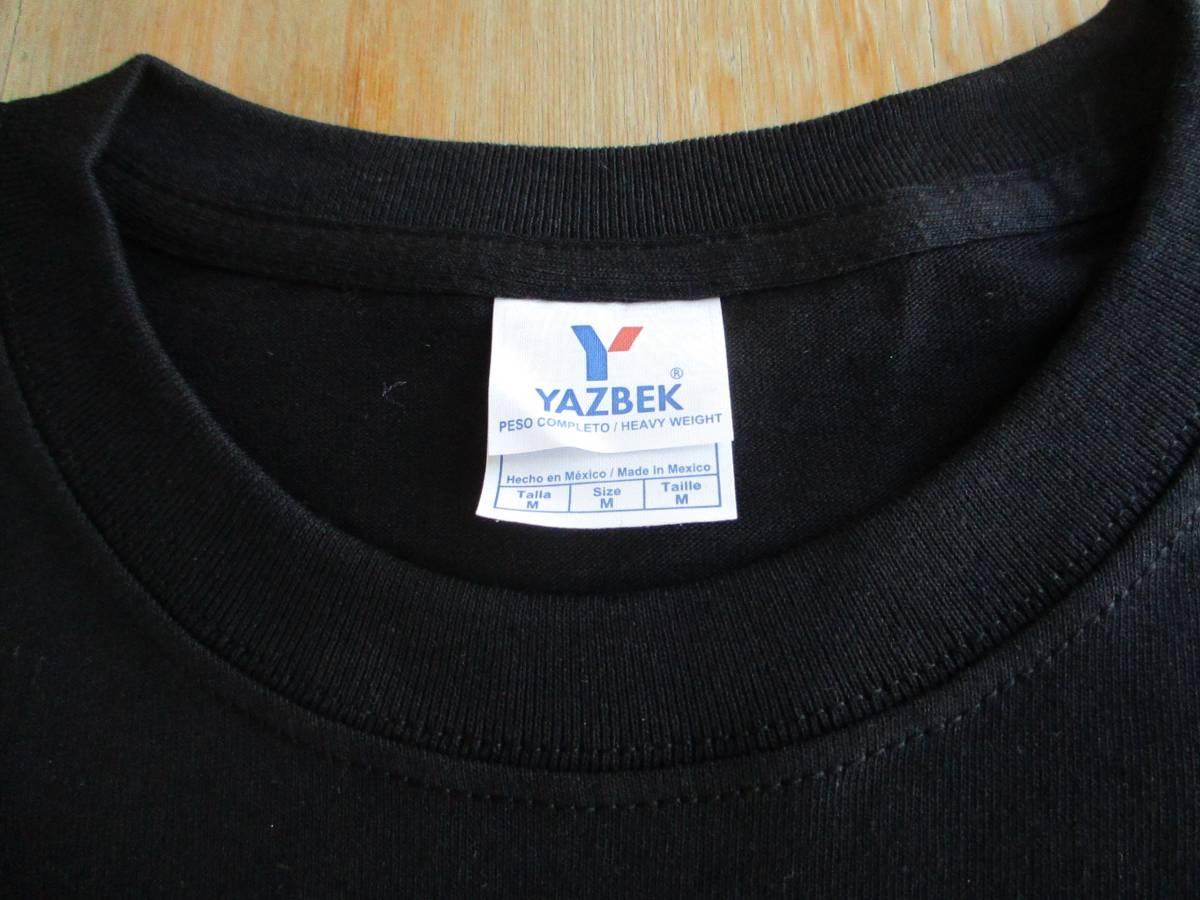 Y
®
YAZBEK
PESO COMPLETO / HEAVY WEIGHT
Hecho en México / Made in Mexico
Talla Size Taille
M M M